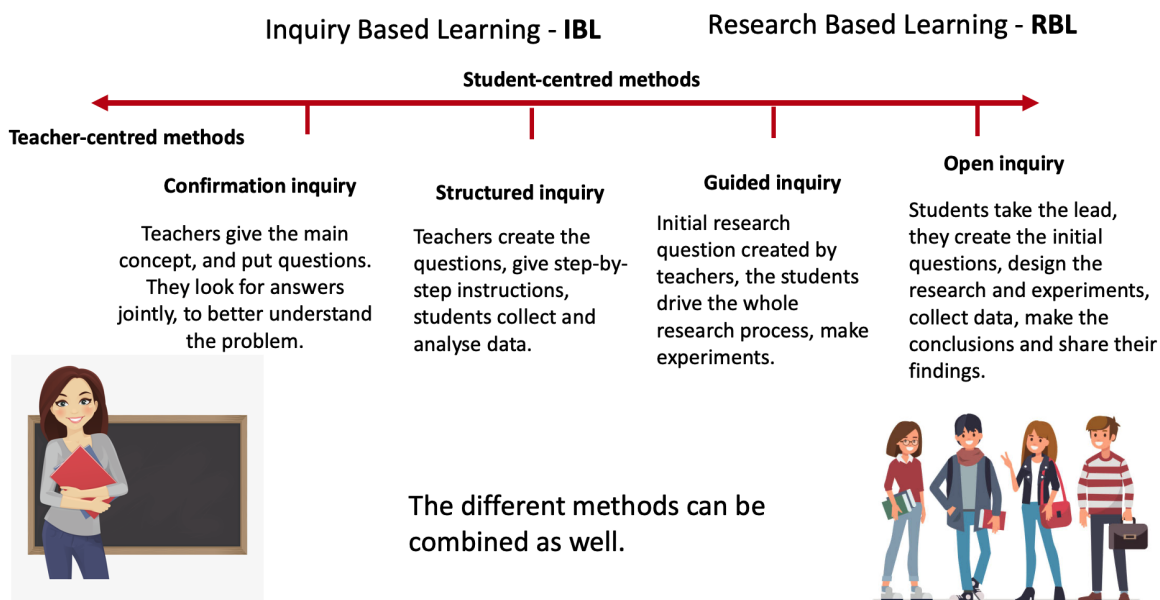 Inquiry Based Learning - IBL
Research Based Learning - RBL
Student-centred methods
Teacher-centred methods
Confirmation inquiry
Teachers give the main
concept, and put questions.
They look for answers
jointly, to better understand
the problem.
Structured inquiry
Teachers create the
questions, give step-by-
step instructions,
students collect and
analyse data.
Guided inquiry
Initial research
question created by
teachers, the students
drive the whole
research process, make
experiments.
Open inquiry
Students take the lead,
they create the initial
questions, design the
research and experiments,
collect data, make the
conclusions and share their
findings.
The different methods can be
combined as well.